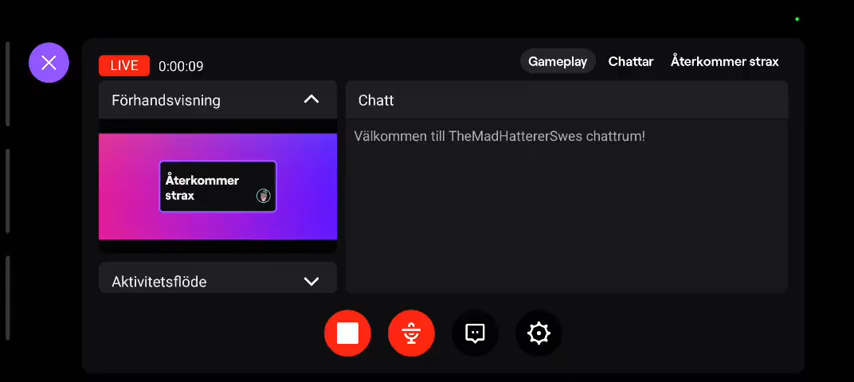 LIVE 0:00:09
Gameplay Chattar Återkommer strax
Förhandsvisning
Återkommer
strax
Aktivitetsflöde
Chatt
Välkommen till TheMadHattererSwes chattrum!